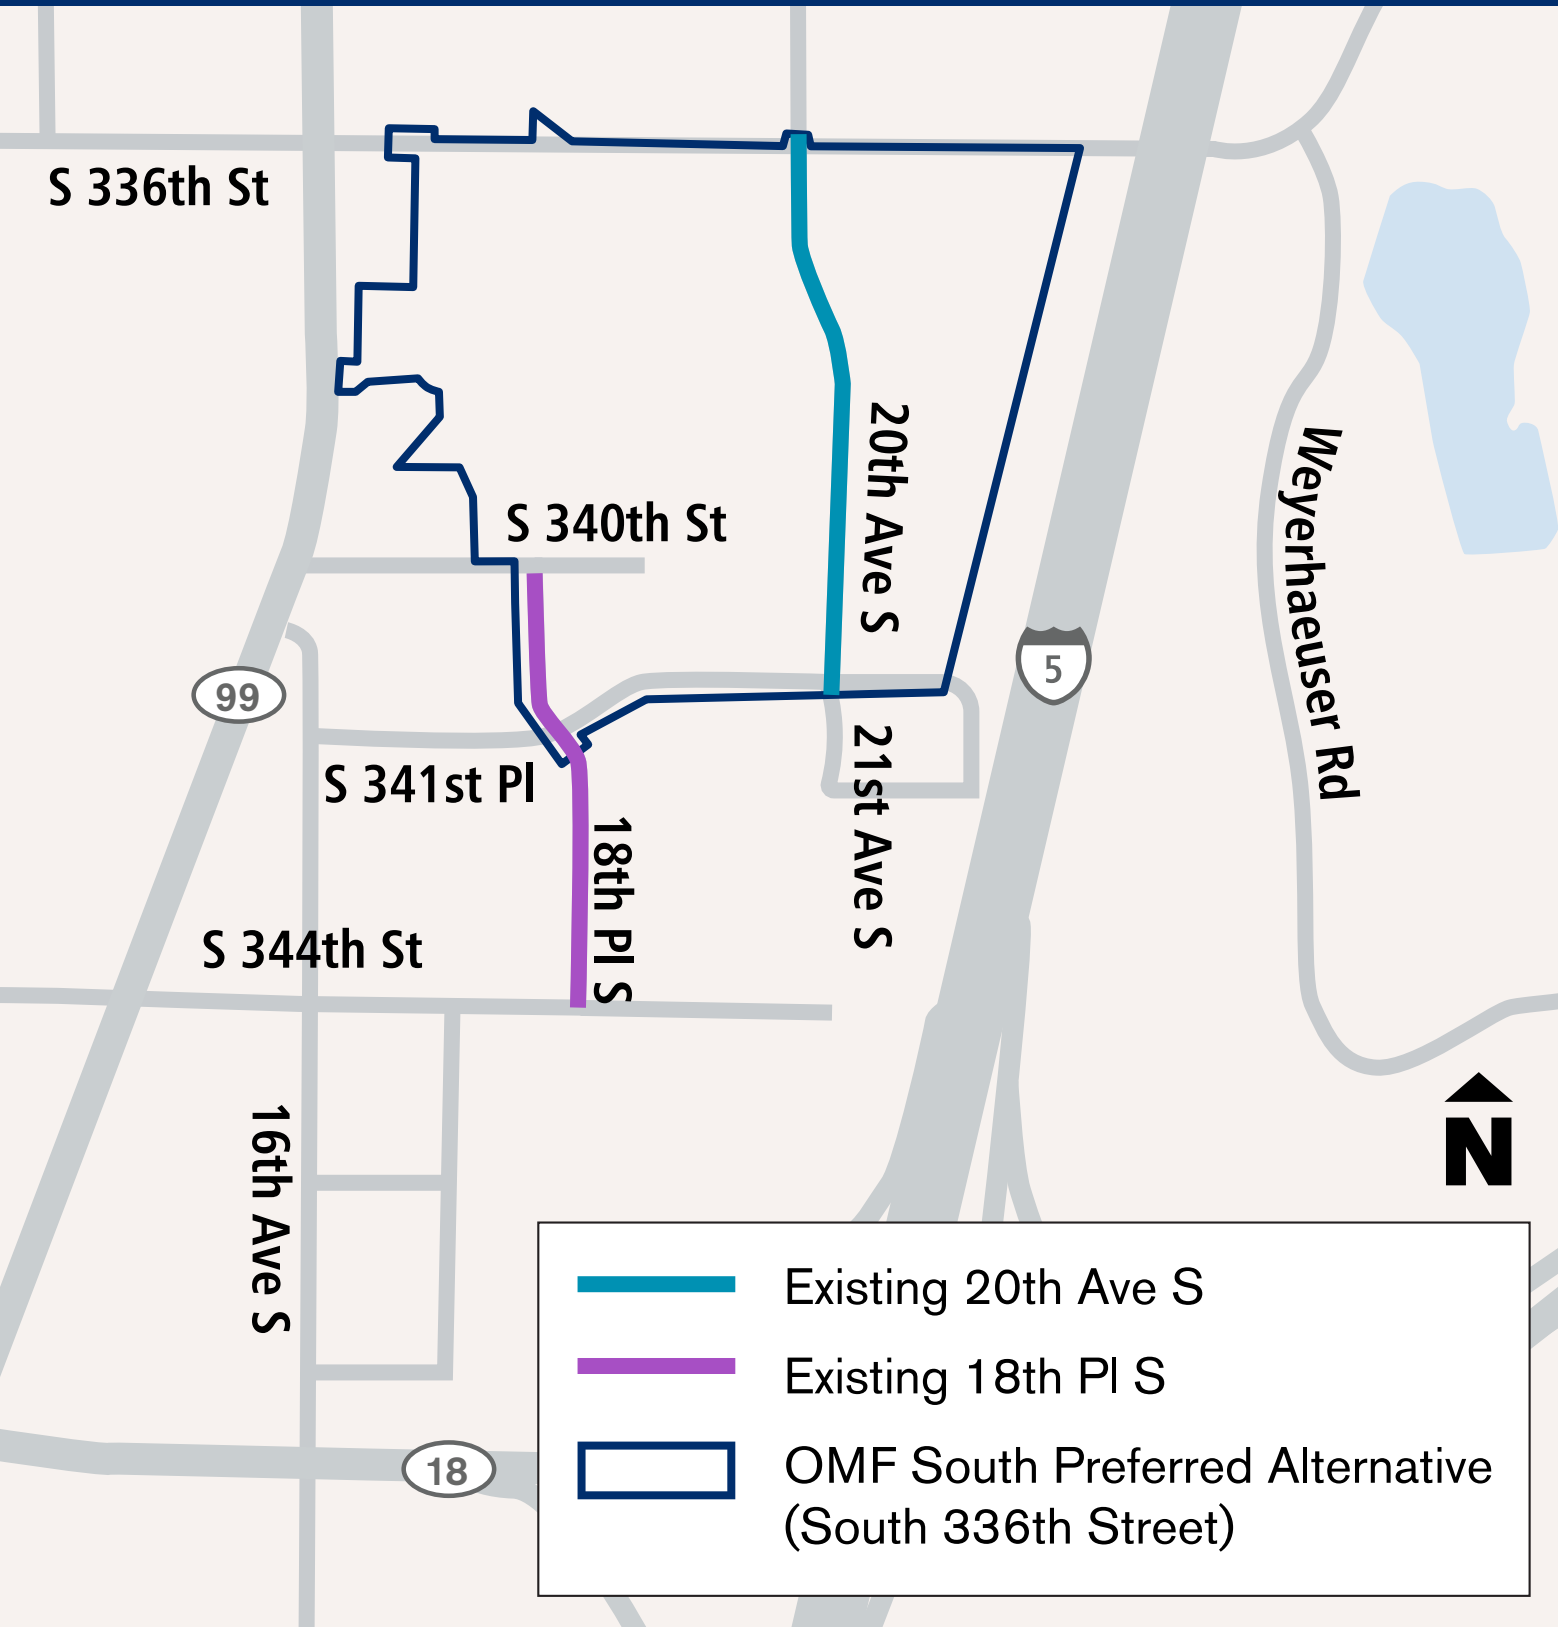 S 336th St
20th Ave S
Weyerhaeuser Rd
S 340th St
5
99
21st Ave S
S 341st Pl
18th Pl S
S 344th St
N
16th Ave S
18
Existing 20th Ave S
Existing 18th Pl S
OMF South Preferred Alternative
(South 336th Street)